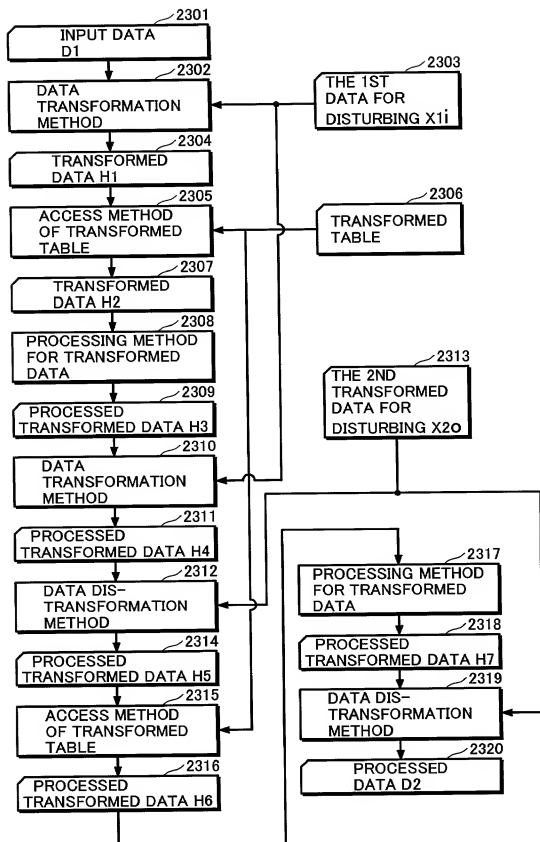 2301
INPUT DATA
D1
2302
DATA
TRANSFORMATION
METHOD
2303
THE 1ST
DATA FOR
DISTURBING X1i
2304
TRANSFORMED
DATA H1
2305
ACCESS METHOD
OF TRANSFORMED
TABLE
2306
TRANSFORMED
TABLE
2307
TRANSFORMED
DATA H2
2308
PROCESSING METHOD
FOR TRANSFORMED
DATA
2309
PROCESSED
TRANSFORMED DATA H3
2310
DATA
TRANSFORMATION
METHOD
2313
THE 2ND
TRANSFORMED
DATA FOR
DISTURBING X2o
2311
PROCESSED
TRANSFORMED DATA H4
2312
DATA DIS-
TRANSFORMATION
METHOD
2314
PROCESSED
TRANSFORMED DATA H5
2315
ACCESS METHOD
OF TRANSFORMED
TABLE
2316
PROCESSED
TRANSFORMED DATA H6
2317
PROCESSING METHOD
FOR TRANSFORMED
DATA
2318
PROCESSED
TRANSFORMED DATA H7
2319
DATA DIS-
TRANSFORMATION
METHOD
2320
PROCESSED
DATA D2